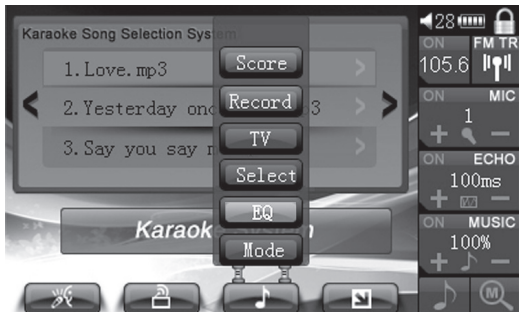 Karaoke Song Selection System
1.Love.mp3
2.Yesterday onc 3
3.Say you say
Score
Record
TV
Select
EQ
Mode
Karaok
28
ON FM TR
105.6
ON MIC
1
+ −
ON ECHO
100ms
+ −
ON MUSIC
100%
+ −
M